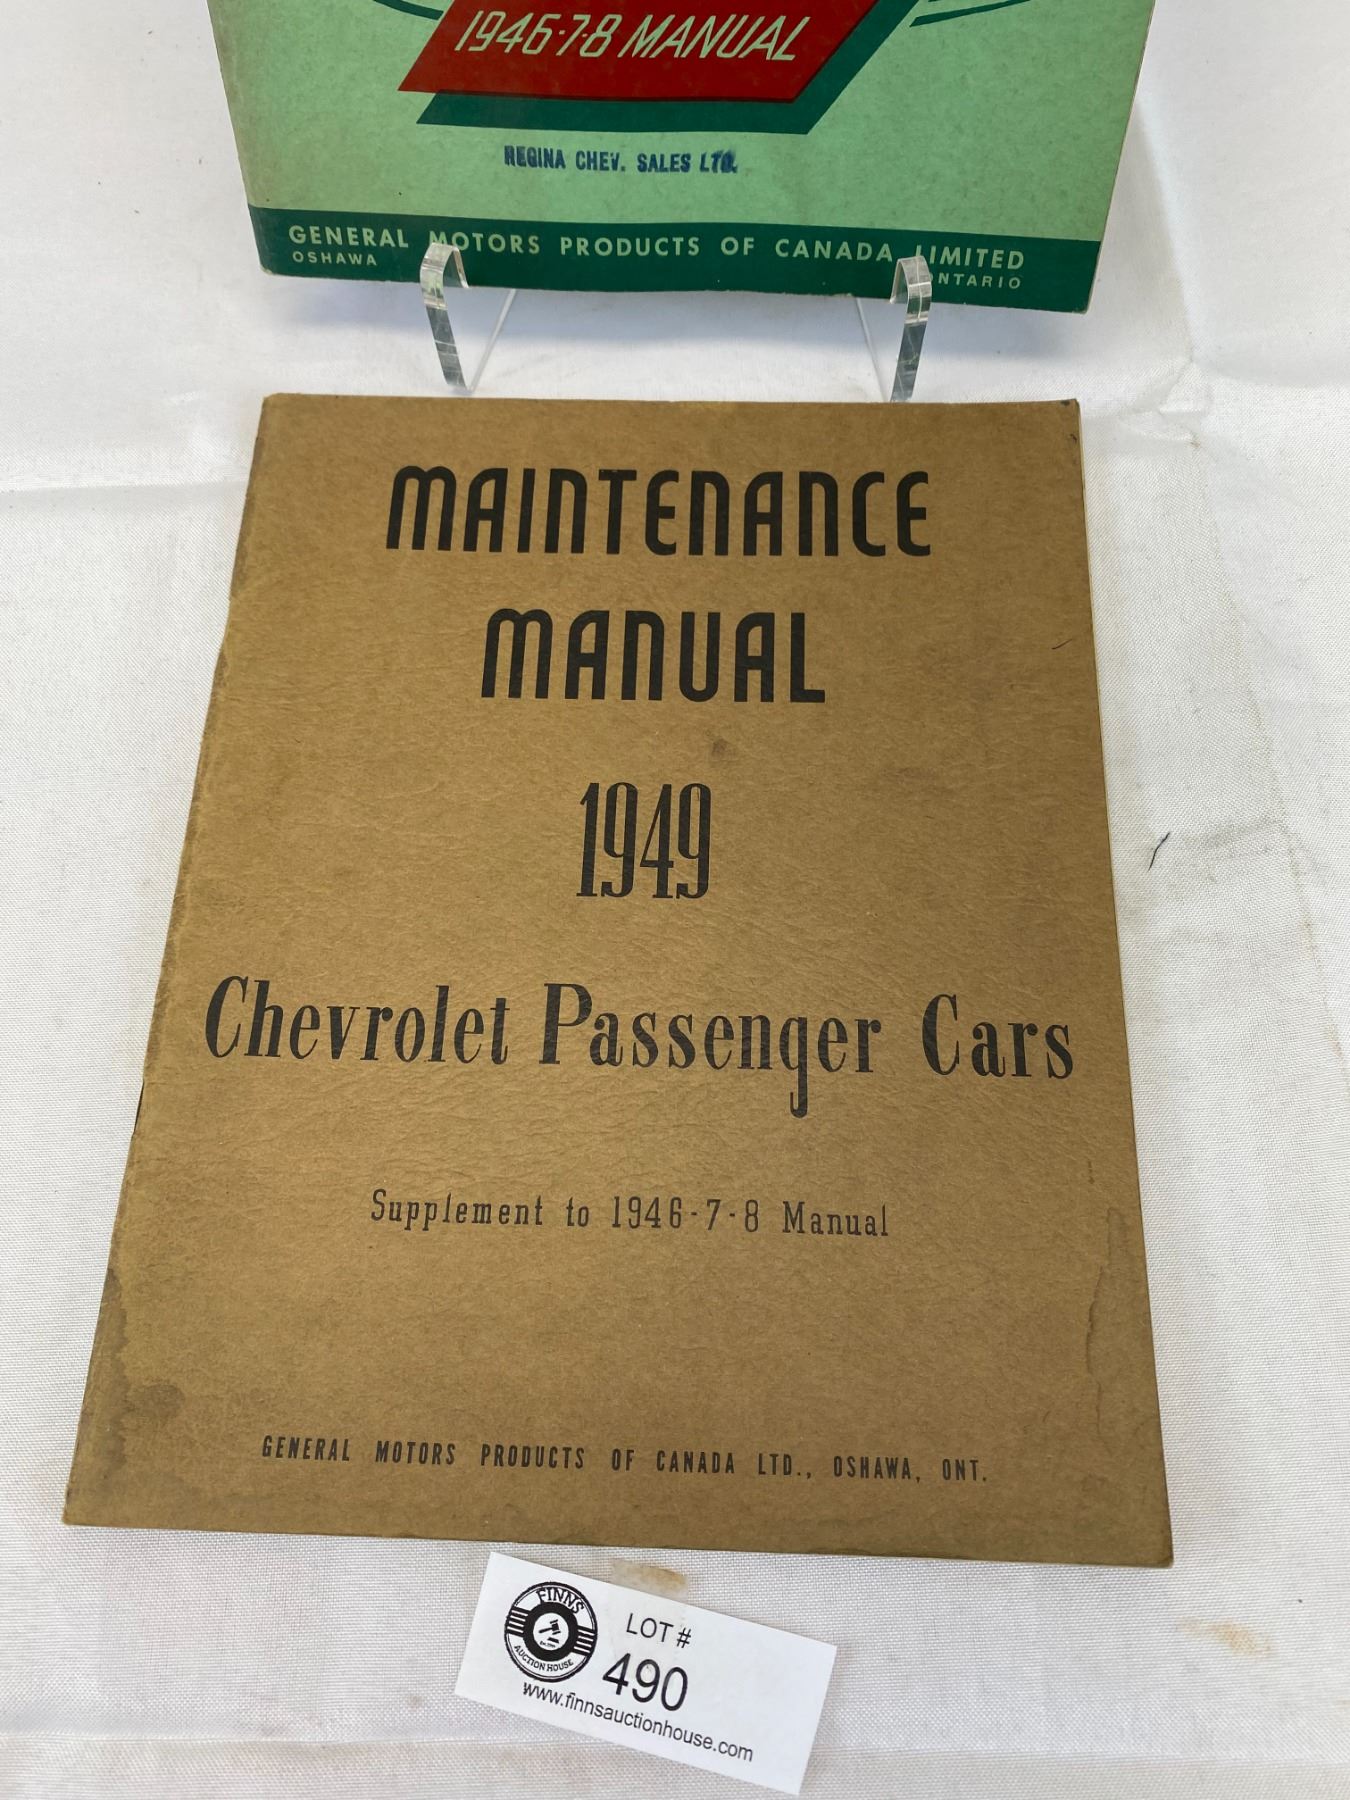 1946-7-8 MANUAL
REGINA CHEV. SALES LTD.
GENERAL MOTORS PRODUCTS OF CANADA LIMITED
OSHAWA ONTARIO
MAINTENANCE
MANUAL
1949
Chevrolet Passenger Cars
Supplement to 1946-7-8 Manual
GENERAL MOTORS PRODUCTS OF CANADA LTD., OSHAWA, ONT.
FINNS
AUCTION HOUSE
LOT #
490
www.finnsauctionhouse.com